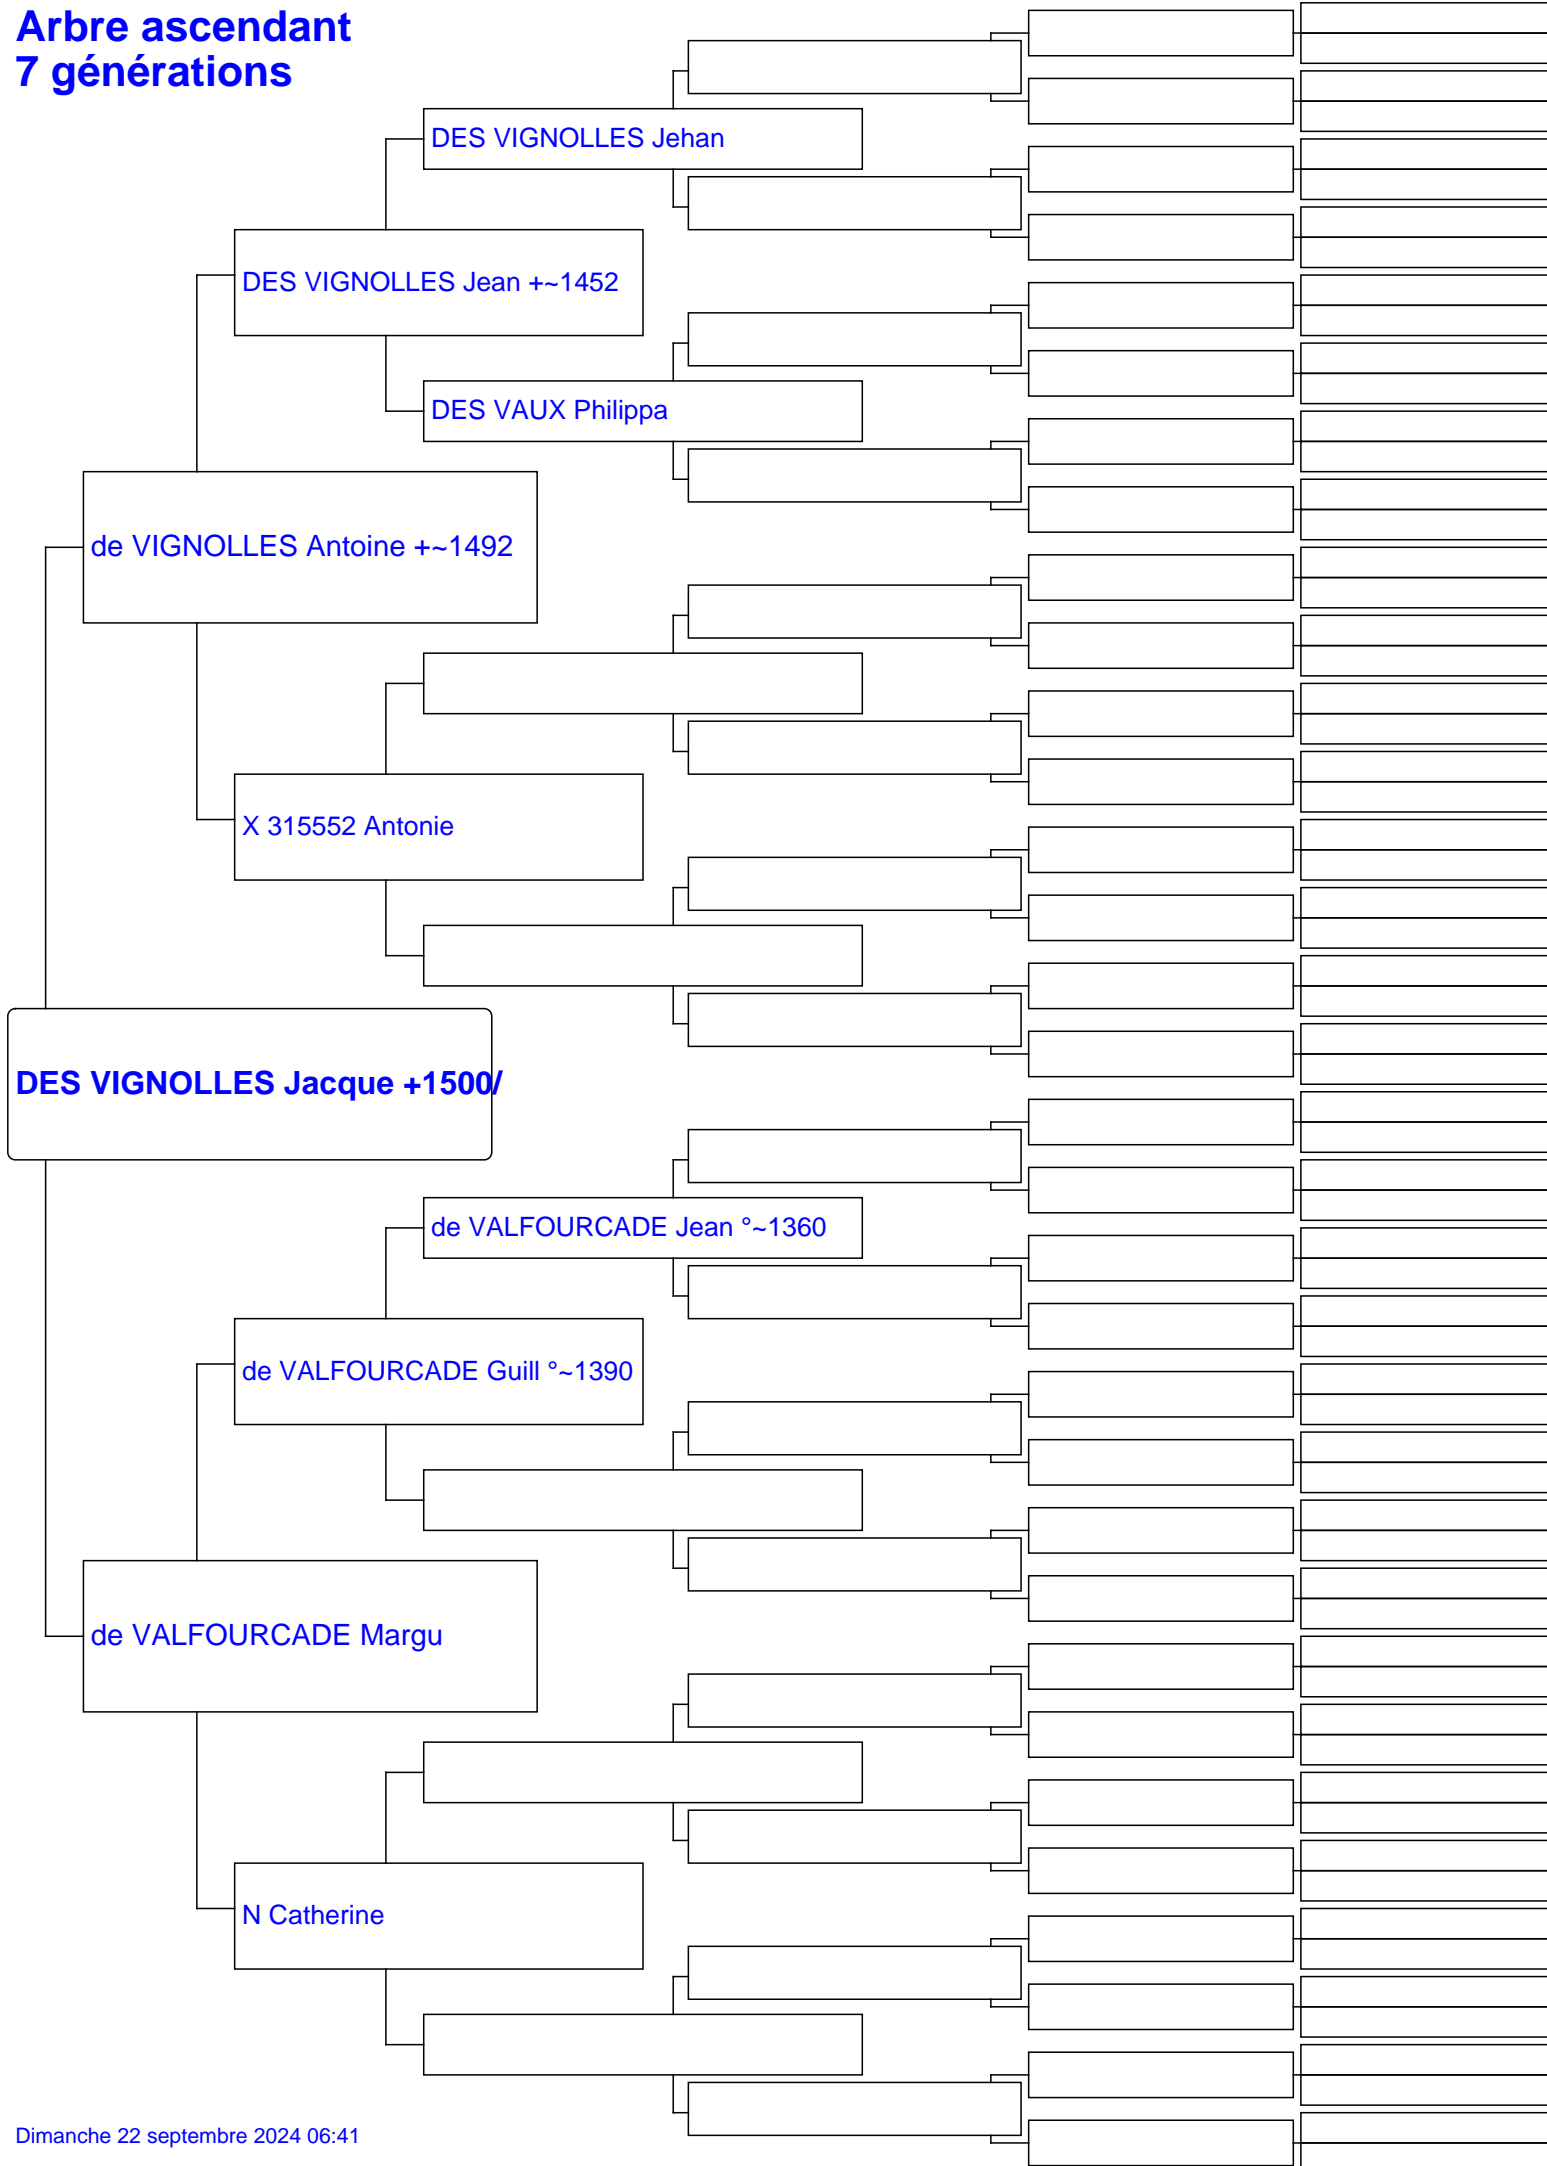 Arbre ascendant
7 générations
DES VIGNOLLES Jehan
DES VIGNOLLES Jean +~1452
DES VAUX Philippa
de VIGNOLLES Antoine +~1492
X 315552 Antonie
DES VIGNOLLES Jacque +1500/
de VALFOURCADE Jean °~1360
de VALFOURCADE Guill °~1390
de VALFOURCADE Margu
N Catherine
Dimanche 22 septembre 2024 06:41